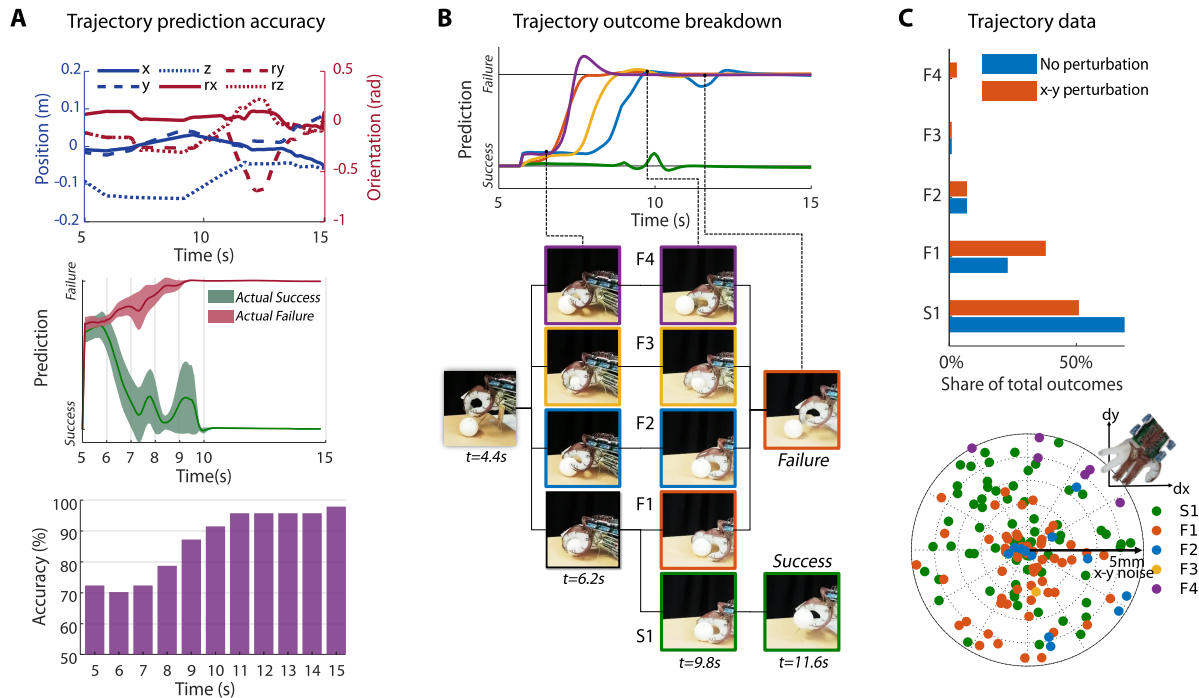 A
Trajectory prediction accuracy
x
z
ry
y
rx
rz
0.2
0.1
0
-0.1
-0.2
Position (m)
0.5
0
-0.5
-1
Orientation (rad)
5
10
15
Time (s)
Failure
Success
Prediction
Actual Success
Actual Failure
5 6 7 8 9 10 15
Time(s)
100
90
80
70
60
50
Accuracy (%)
5 6 7 8 9 10 11 12 13 14 15
Time (s)
B
Trajectory outcome breakdown
Failure
Success
Prediction
5
10
15
Time (s)
F4
F3
F2
F1
S1
t=4.4s
t=6.2s
t=9.8s
t=11.6s
Failure
Success
C
Trajectory data
No perturbation
x-y perturbation
F4
F3
F2
F1
S1
0%
50%
Share of total outcomes
dy
dx
5mm
x-y noise
S1
F1
F2
F3
F4